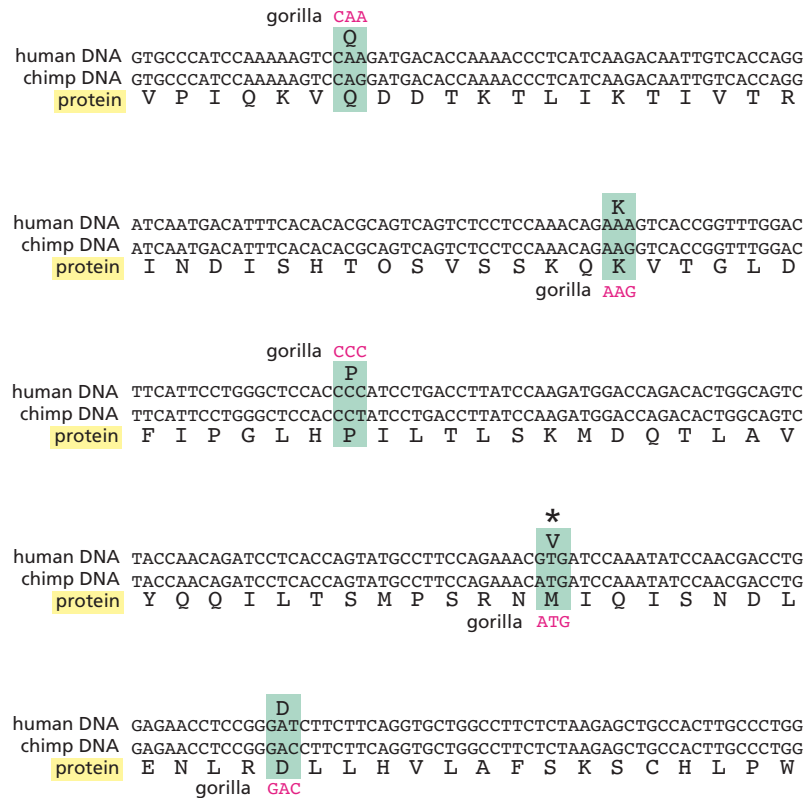 gorilla CAA
Q
human DNA GTGCCCATCCAAAAAGTCCAAGATGACACCAAAACCCTCATCAAGACAATTGTCACCAGG
chimp DNA GTGCCCATCCAAAAAGTCCAGGATGACACCAAAACCCTCATCAAGACAATTGTCACCAGG
protein V P I Q K V Q D D T K T L I K T I V T R
K
human DNA ATCAATGACATTTCACACACGCAGTCAGTCTCCTCCAAACAGAAAGTCACCGGTTTGGAC
chimp DNA ATCAATGACATTTCACACACGCAGTCAGTCTCCTCCAAACAGAAGGTCACCGGTTTGGAC
protein I N D I S H T O S V S S K Q K V T G L D
gorilla AAG
gorilla CCC
P
human DNA TTCATTCCTGGGCTCCACCCCATCCTGACCTTATCCAAGATGGACCAGACACTGGCAGTC
chimp DNA TTCATTCCTGGGCTCCACCCTATCCTGACCTTATCCAAGATGGACCAGACACTGGCAGTC
protein F I P G L H P I L T L S K M D Q T L A V
*
V
human DNA TACCAACAGATCCTCACCAGTATGCCTTCCAGAAACGTGATCCAAATATCCAACGACCTG
chimp DNA TACCAACAGATCCTCACCAGTATGCCTTCCAGAAACATGATCCAAATATCCAACGACCTG
protein Y Q Q I L T S M P S R N M I Q I S N D L
gorilla ATG
D
human DNA GAGAACCTCCGGGATCTTCTTCAGGTGCTGGCCTTCTCTAAGAGCTGCCACTTGCCCTGG
chimp DNA GAGAACCTCCGGGACCTTCTTCAGGTGCTGGCCTTCTCTAAGAGCTGCCACTTGCCCTGG
protein E N L R D L L H V L A F S K S C H L P W
gorilla GAC